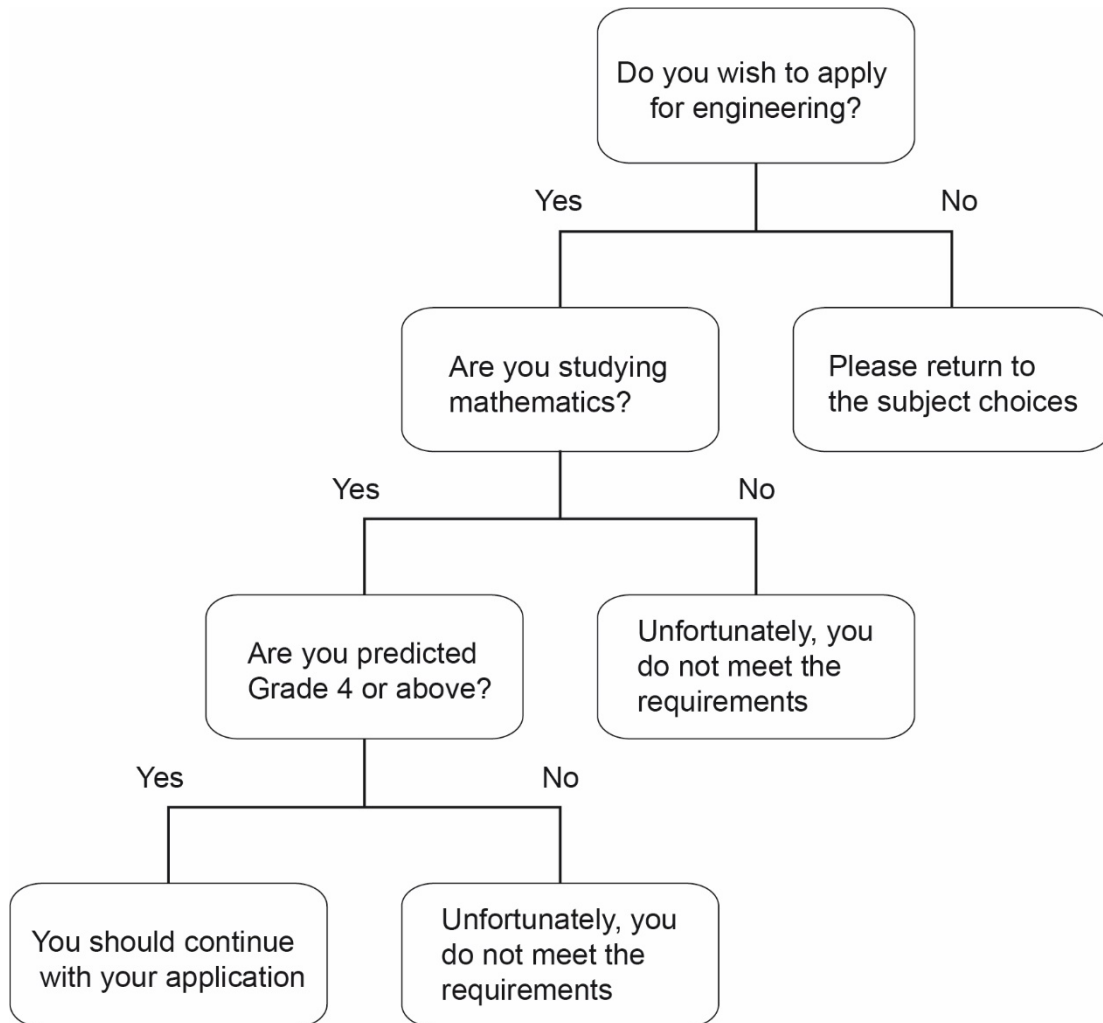 Do you wish to apply
for engineering?
Yes
No
Are you studying
mathematics?
Please return to
the subject choices
Yes
No
Are you predicted
Grade 4 or above?
Unfortunately, you
do not meet the
requirements
Yes
No
You should continue
with your application
Unfortunately, you
do not meet the
requirements